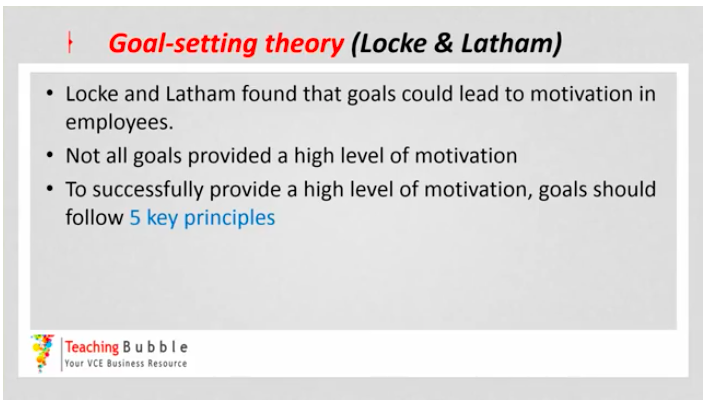 Goal-setting theory (Locke & Latham)
• Locke and Latham found that goals could lead to motivation in
employees.
• Not all goals provided a high level of motivation
• To successfully provide a high level of motivation, goals should
follow 5 key principles
Teaching Bubble
Your VCE Business Resource